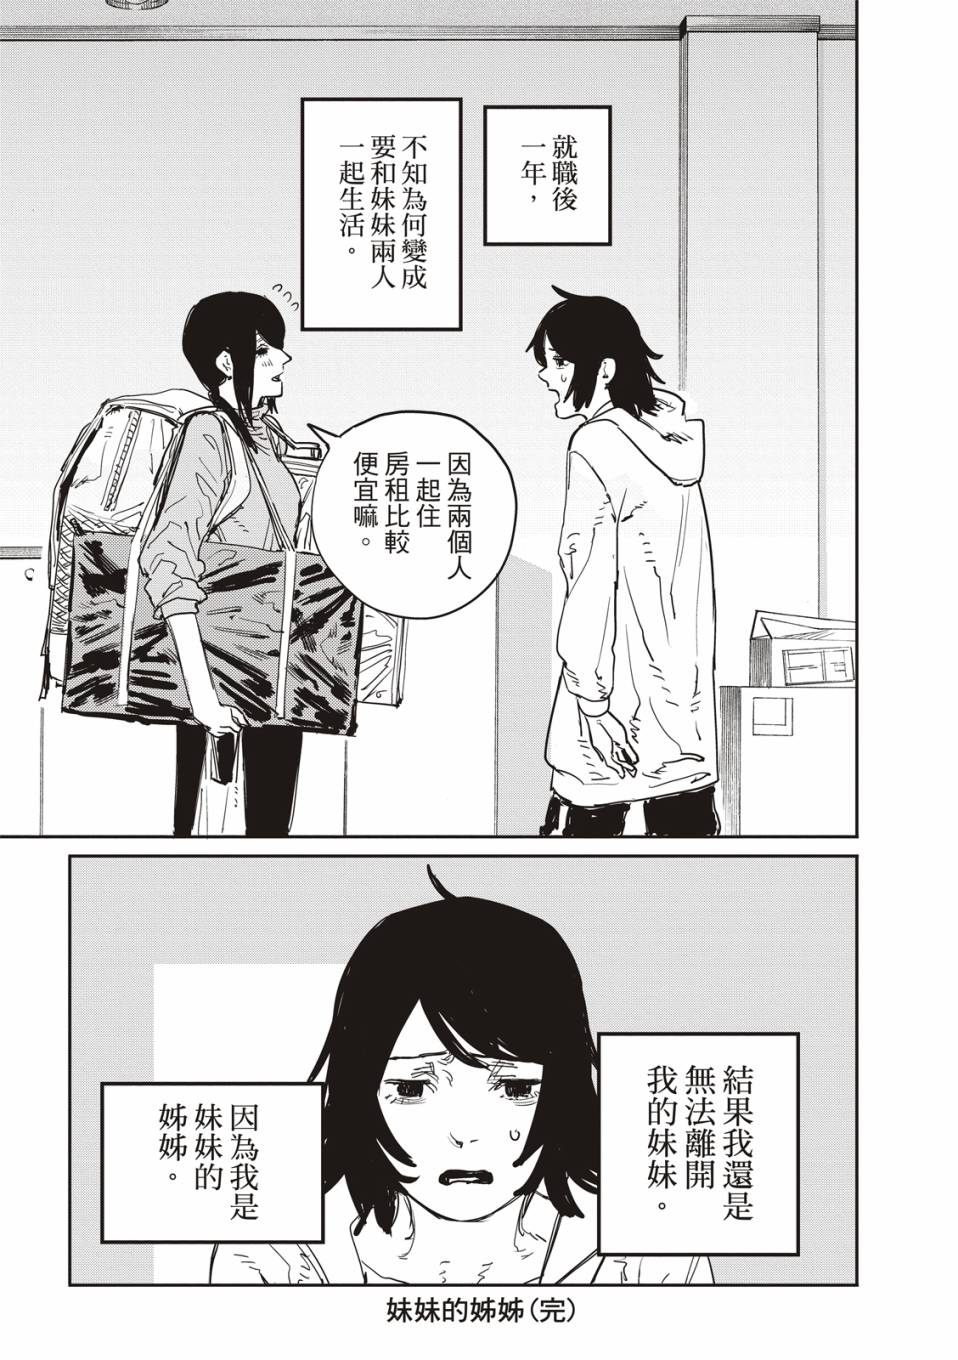 就職後
一年，
不知為何變成
要和妹妹兩人
一起生活。
因為兩個人
一起住
房租比較
便宜嘛。
結果我還是
無法離開
我的妹妹。
因為我是
妹妹的
姊姊。
妹妹的姊姊（完）